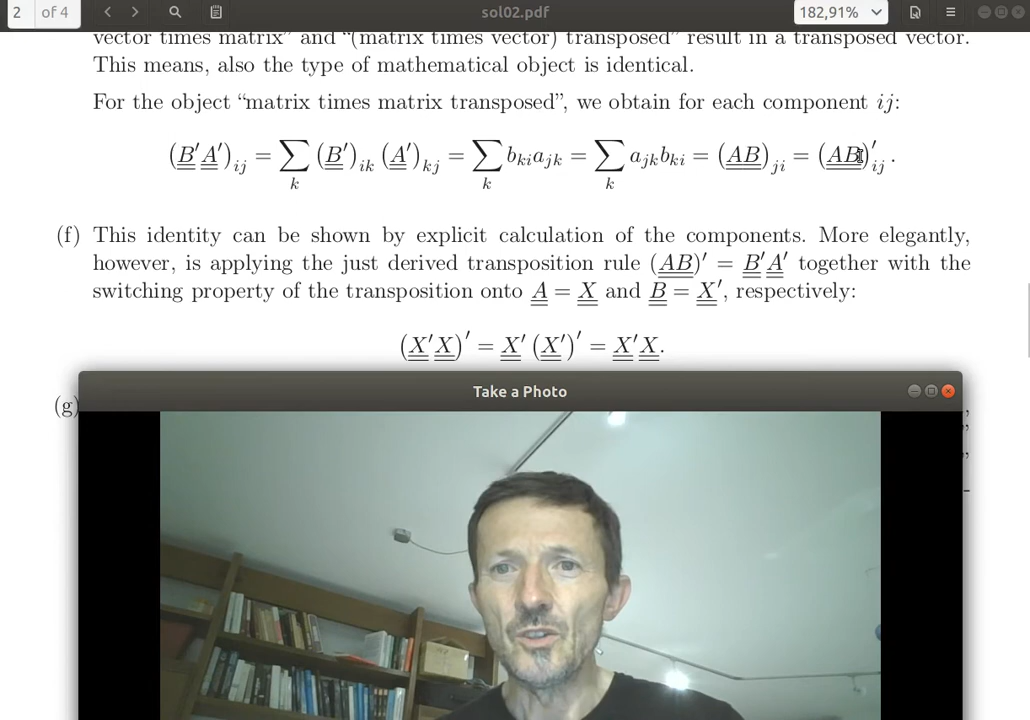 2 of 4 sol02.pdf 182,91%
vector times matrix” and “(matrix times vector) transposed” result in a transposed vector.
This means, also the type of mathematical object is identical.
For the object “matrix times matrix transposed”, we obtain for each component ij:
(B′A′)ij = ∑k (B′)ik (A′)kj = ∑k bkiajk = ∑k ajkbki = (AB)ji = (AB)′ij .
(f) This identity can be shown by explicit calculation of the components. More elegantly,
however, is applying the just derived transposition rule (AB)′ = B′A′ together with the
switching property of the transposition onto A = X and B = X′, respectively:
(X′X)′ = X′ (X′)′ = X′X.
Take a Photo
(g)